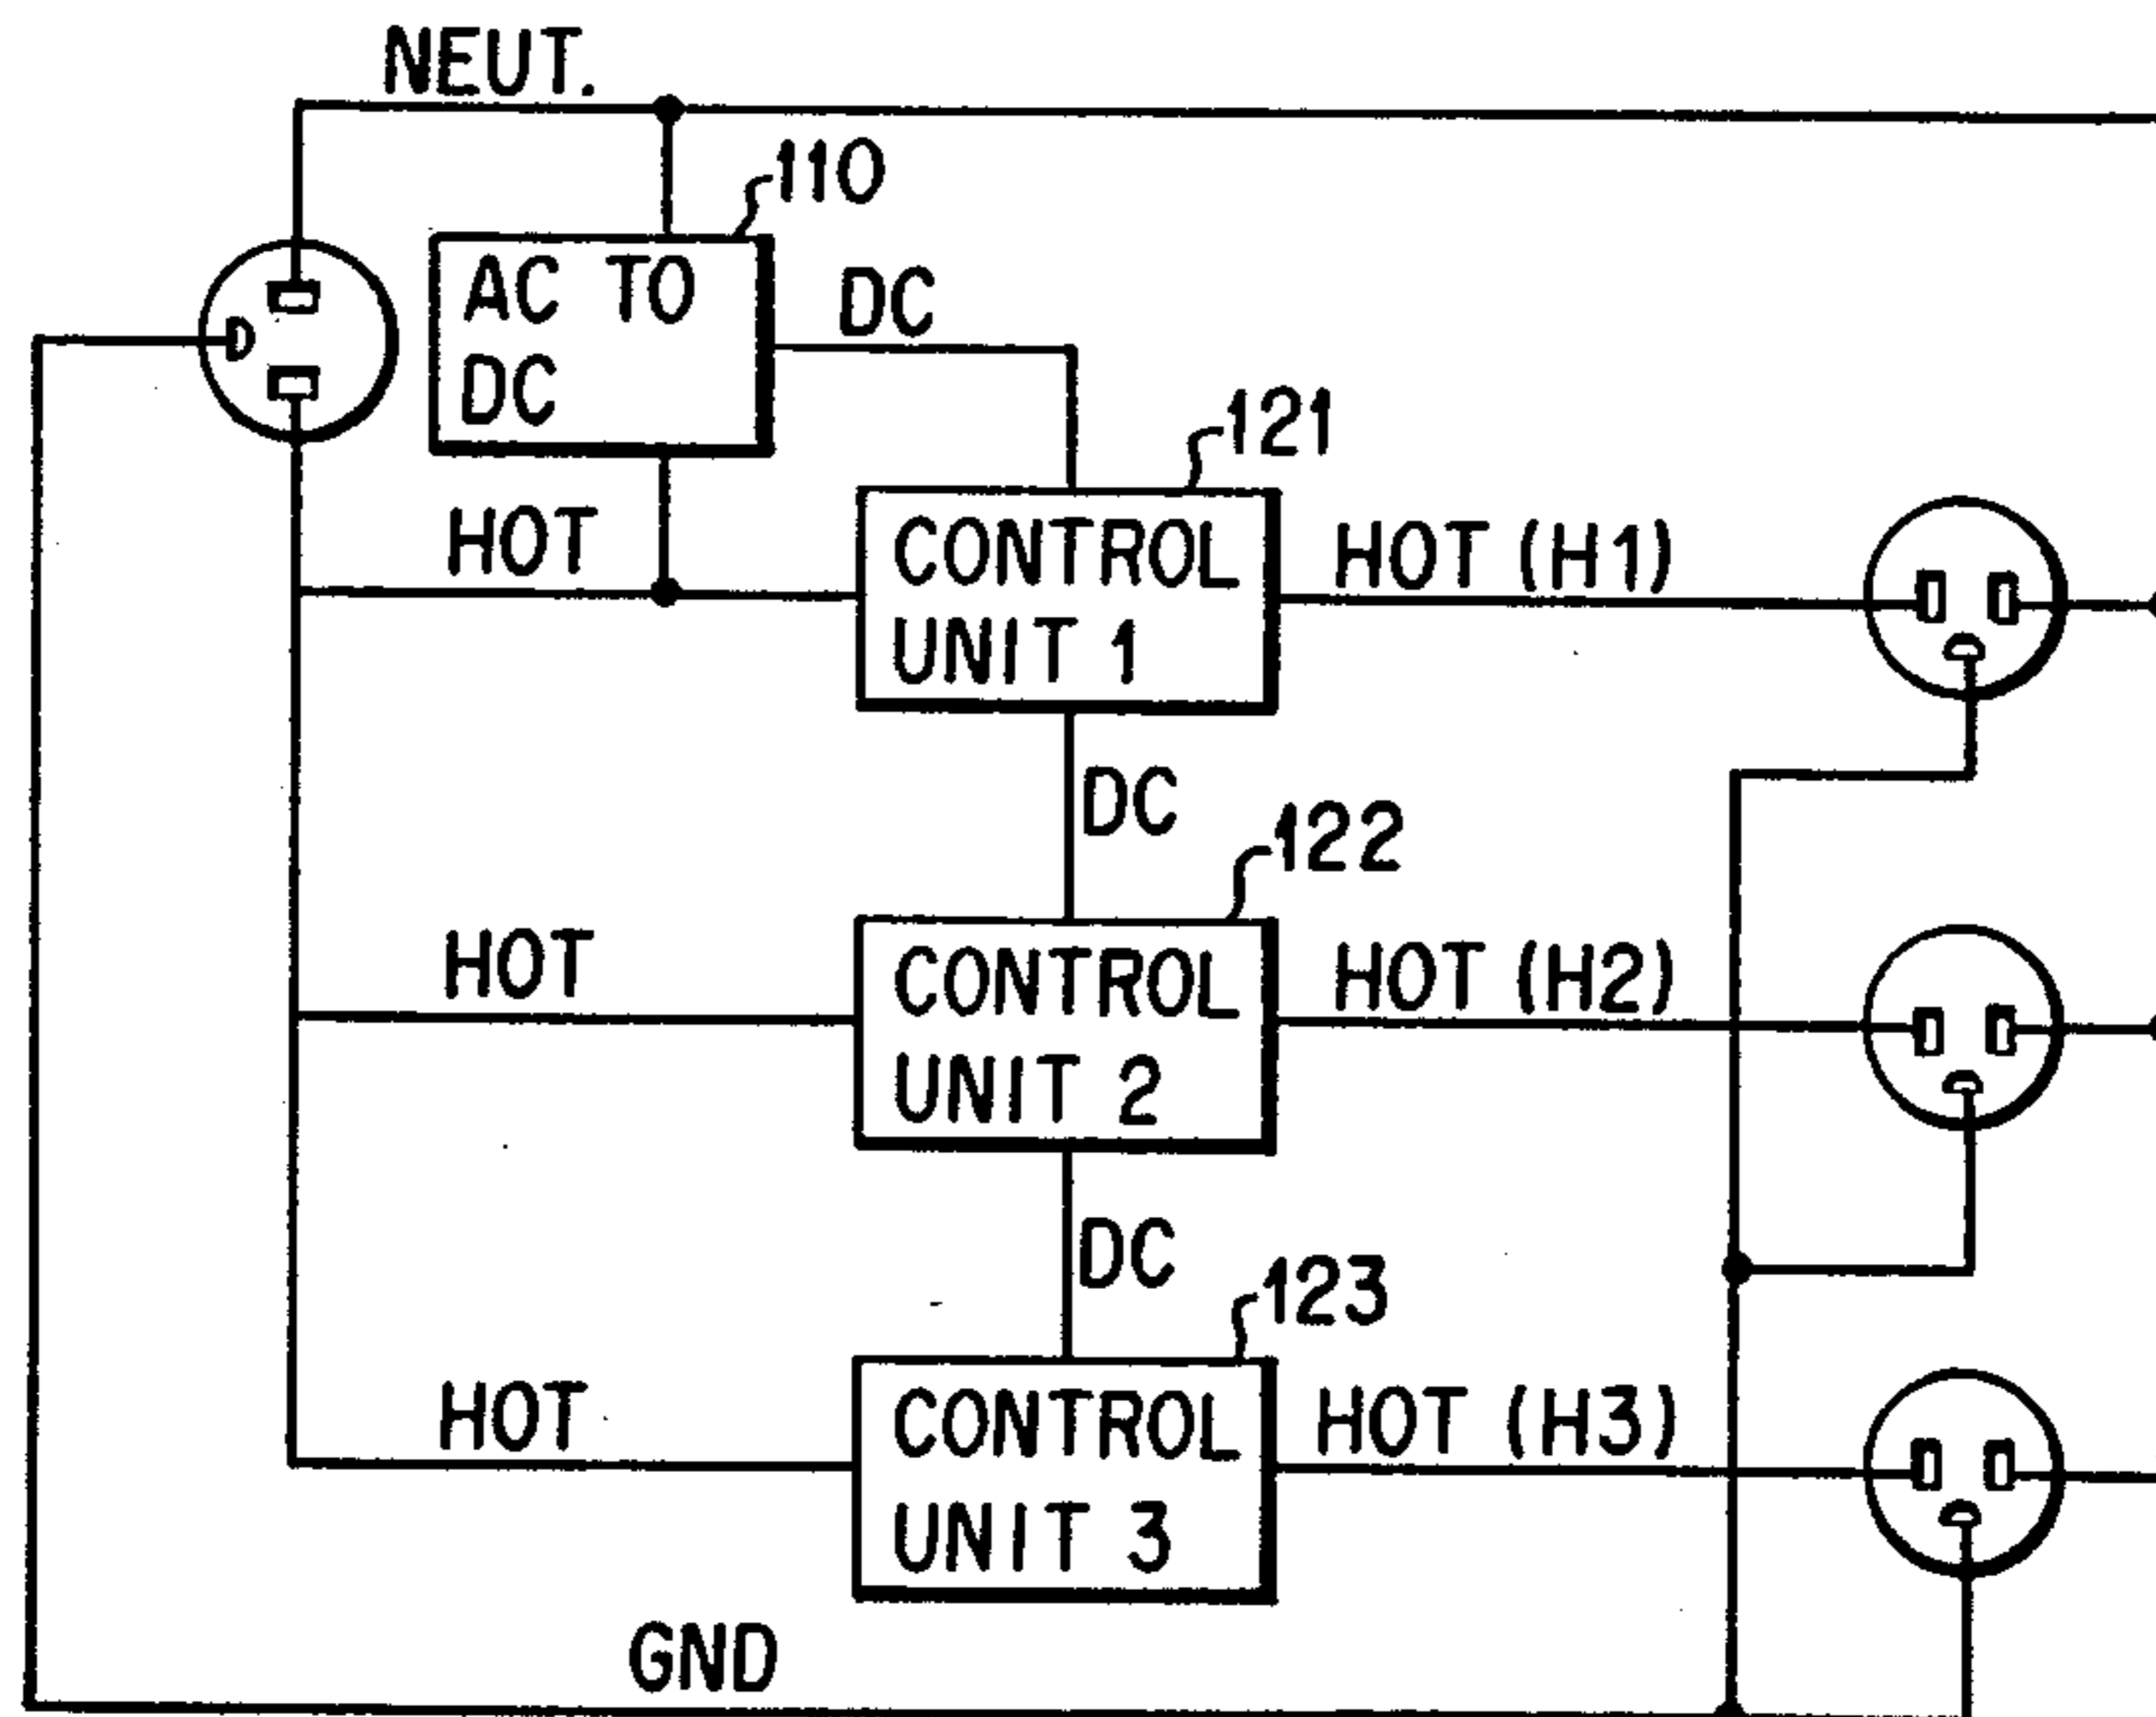 NEUT.
110
AC TO
DC
DC
121
HOT
CONTROL
UNIT 1
HOT (H1)
DC
122
HOT
CONTROL
UNIT 2
HOT (H2)
DC
123
HOT
CONTROL
UNIT 3
HOT (H3)
GND